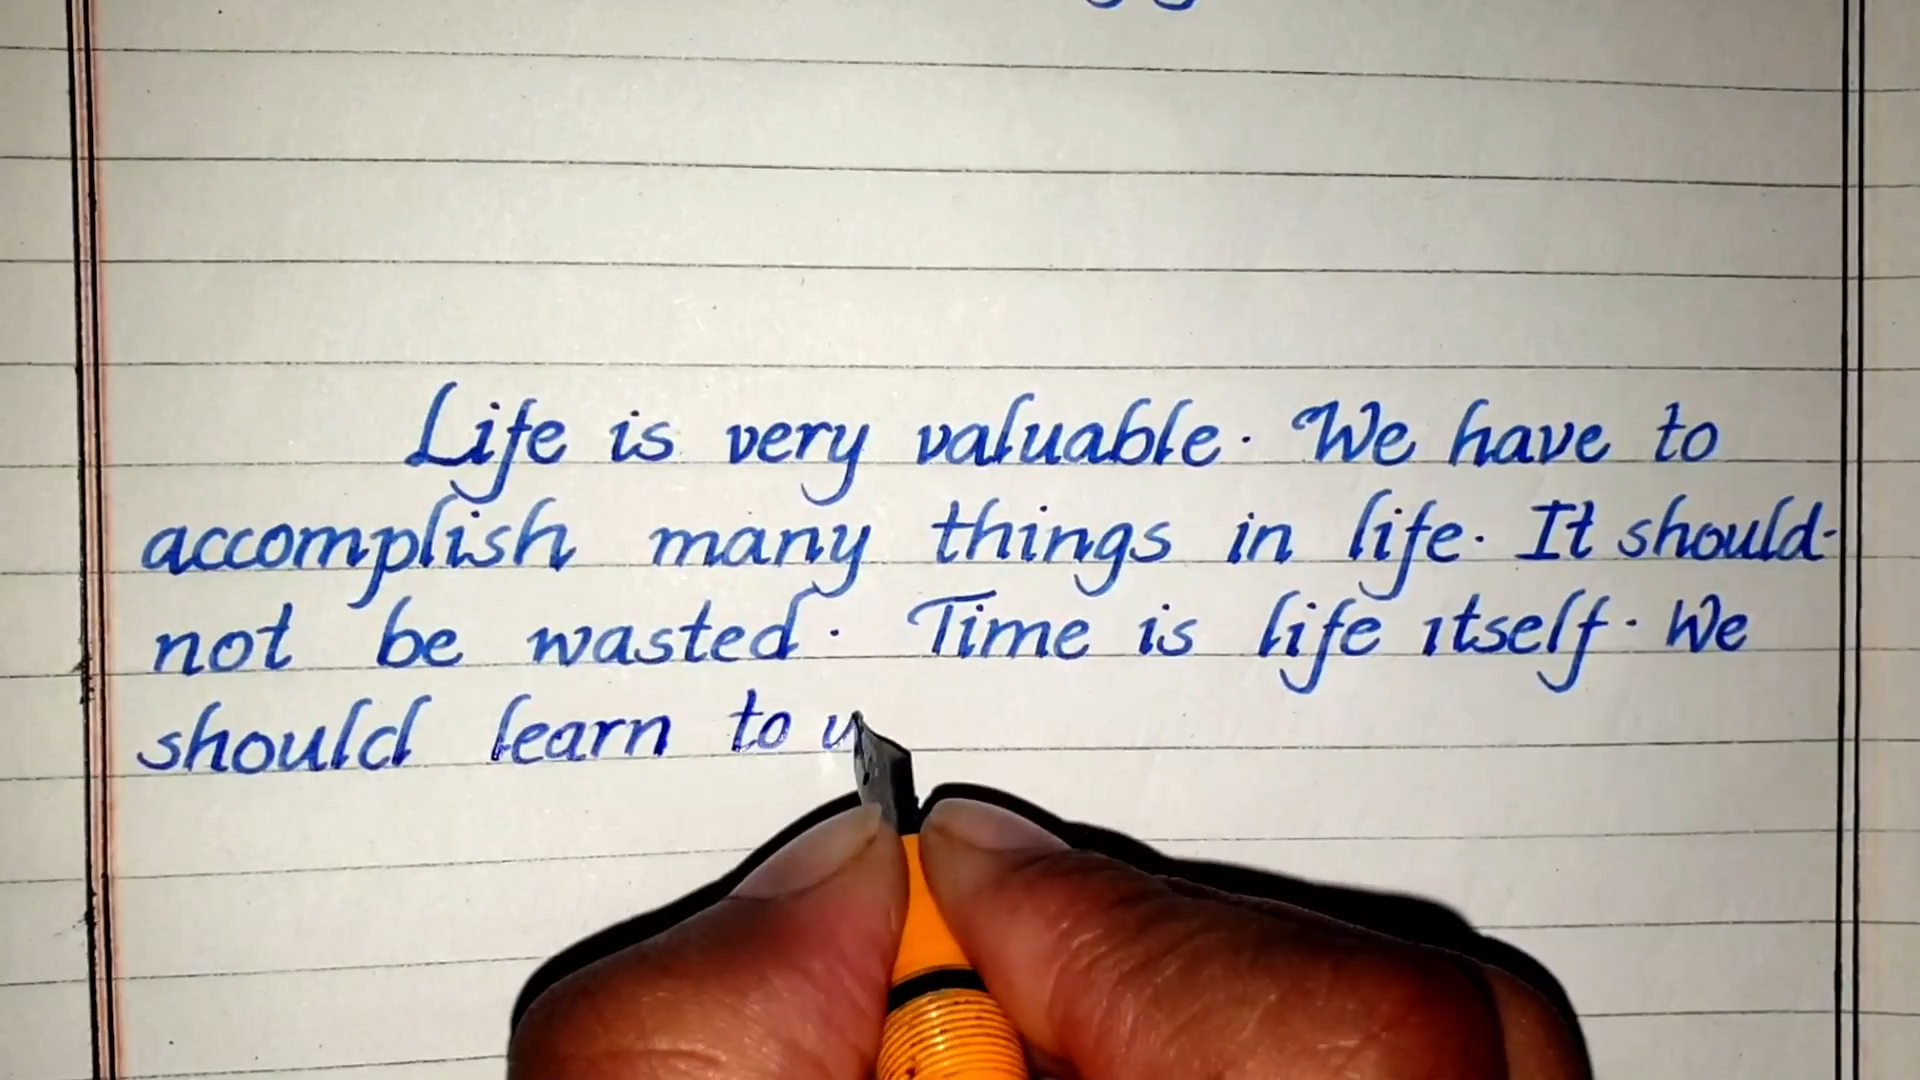 Life is very valuable. We have to
accomplish many things in life. It should
not be wasted. Time is life itself. We
should learn to u